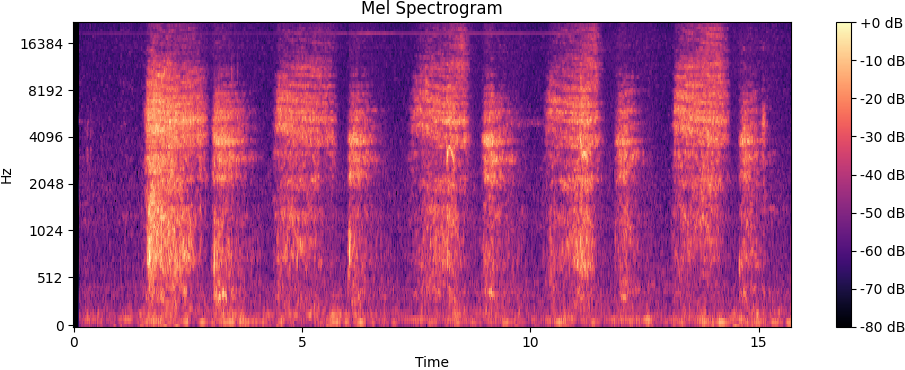 Mel Spectrogram
Hz
16384
8192
4096
2048
1024
512
0
0 5 10 15
Time
+0 dB
-10 dB
-20 dB
-30 dB
-40 dB
-50 dB
-60 dB
-70 dB
-80 dB